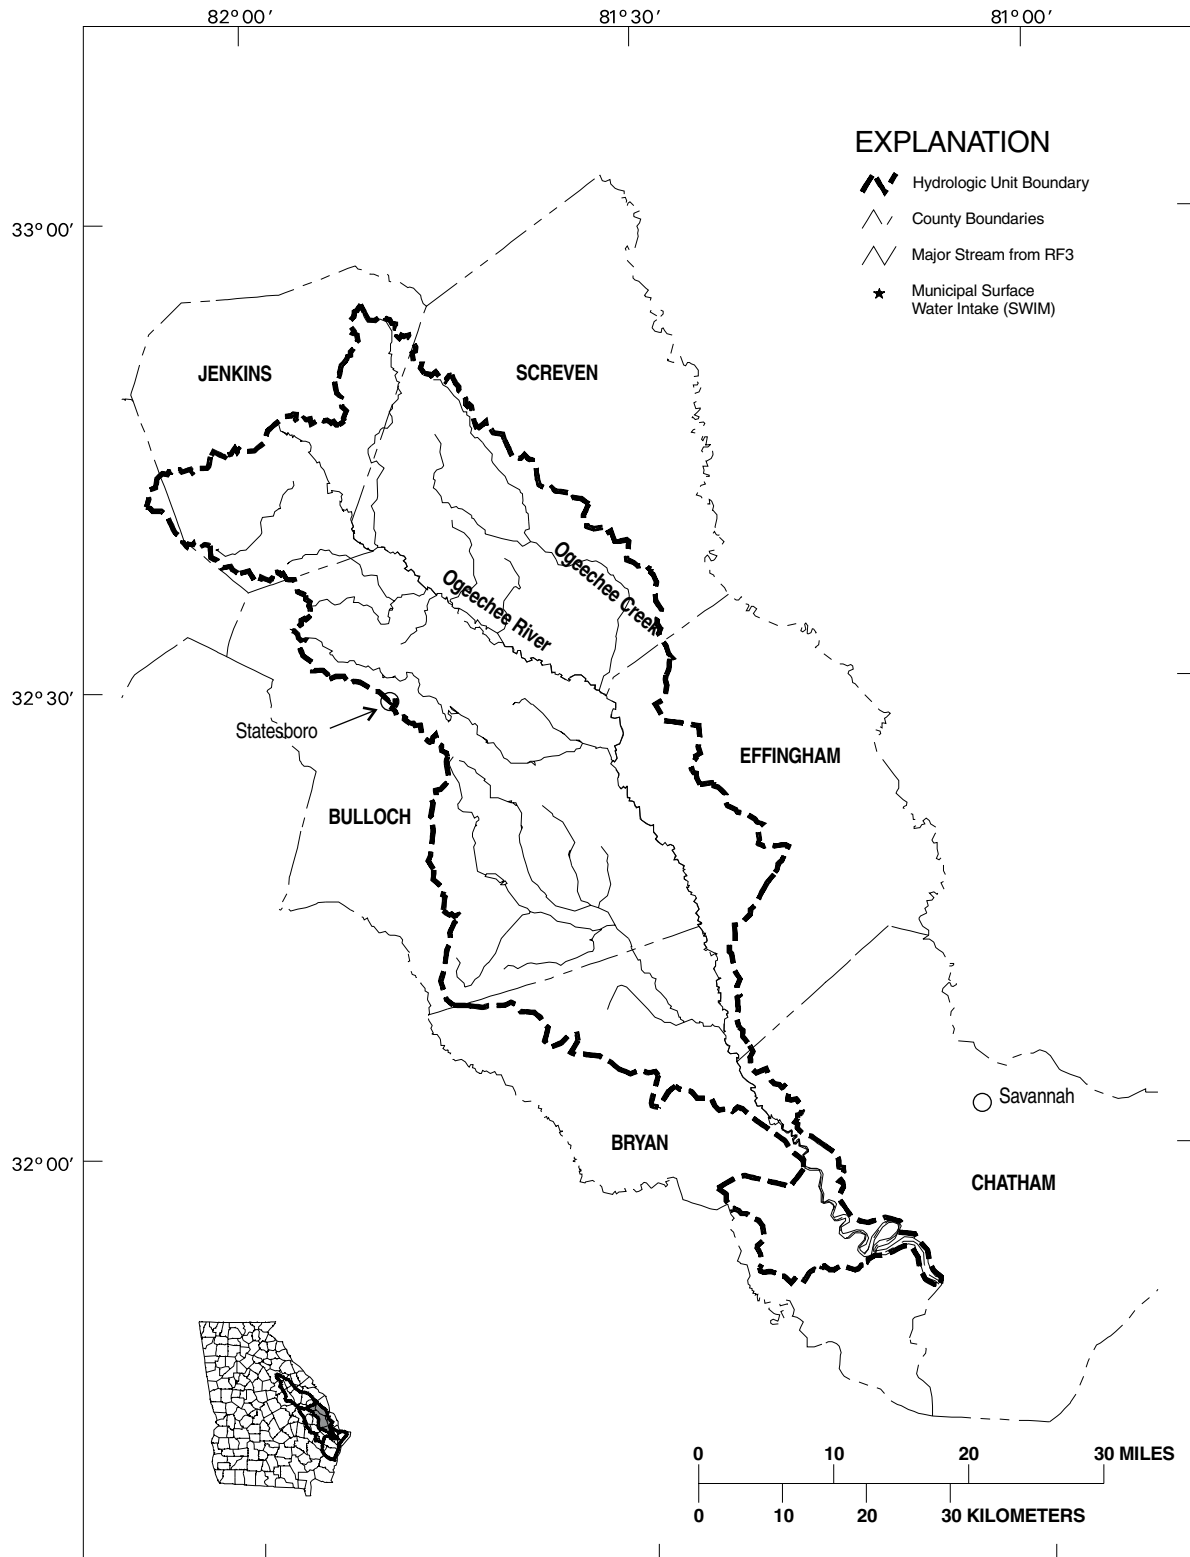 82°00′
81°30′
81°00′
EXPLANATION
Hydrologic Unit Boundary
County Boundaries
Major Stream from RF3
Municipal Surface
Water Intake (SWIM)
33°00′
JENKINS
SCREVEN
Ogeechee Creek
Ogeechee River
32°30′
Statesboro
EFFINGHAM
BULLOCH
Savannah
BRYAN
32°00′
CHATHAM
0 10 20 30 MILES
0 10 20 30 KILOMETERS